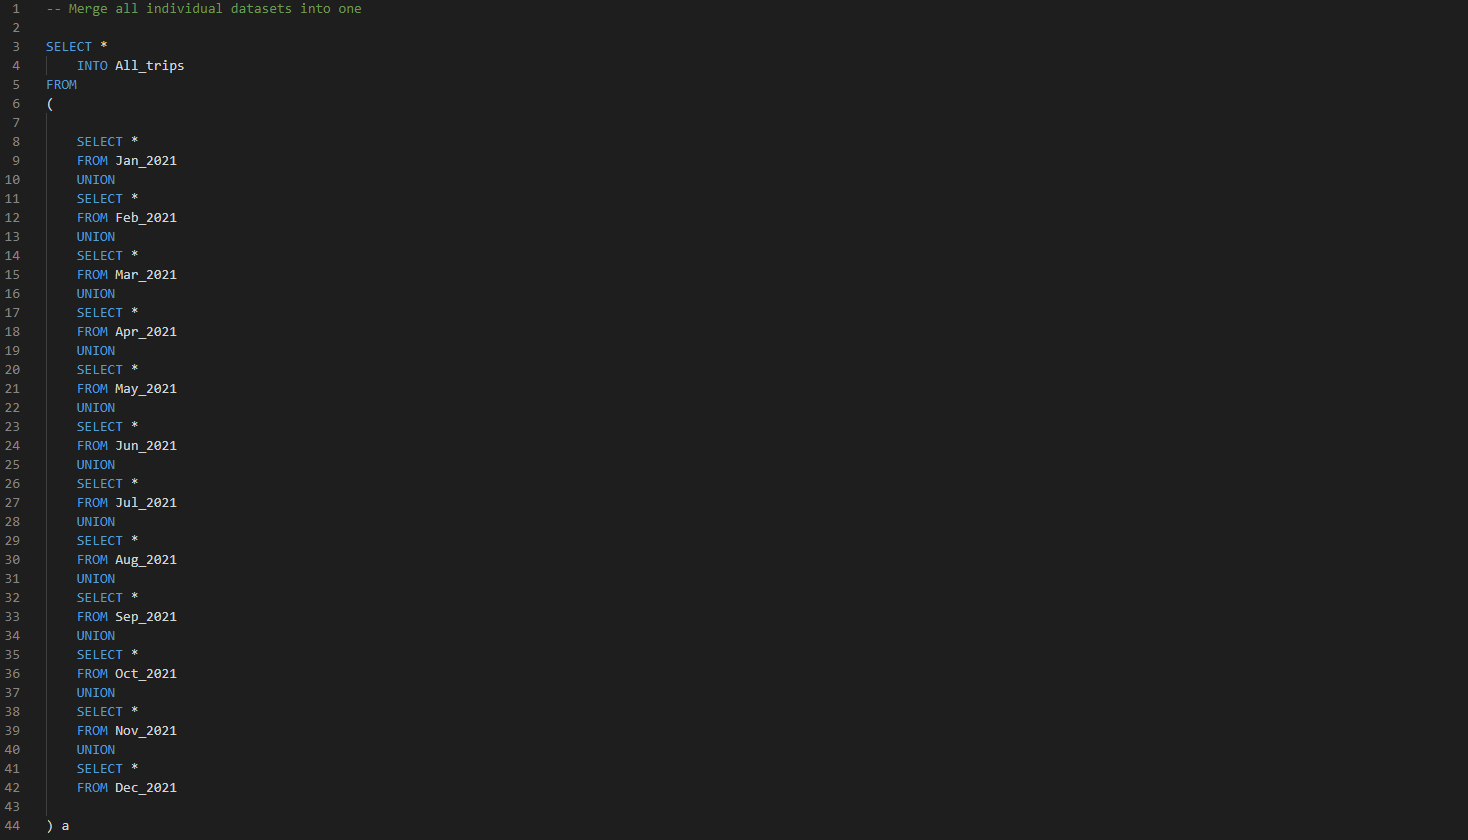 1 -- Merge all individual datasets into one
2
3 SELECT *
4 INTO All_trips
5 FROM
6 (
7
8 SELECT *
9 FROM Jan_2021
10 UNION
11 SELECT *
12 FROM Feb_2021
13 UNION
14 SELECT *
15 FROM Mar_2021
16 UNION
17 SELECT *
18 FROM Apr_2021
19 UNION
20 SELECT *
21 FROM May_2021
22 UNION
23 SELECT *
24 FROM Jun_2021
25 UNION
26 SELECT *
27 FROM Jul_2021
28 UNION
29 SELECT *
30 FROM Aug_2021
31 UNION
32 SELECT *
33 FROM Sep_2021
34 UNION
35 SELECT *
36 FROM Oct_2021
37 UNION
38 SELECT *
39 FROM Nov_2021
40 UNION
41 SELECT *
42 FROM Dec_2021
43
44 ) a